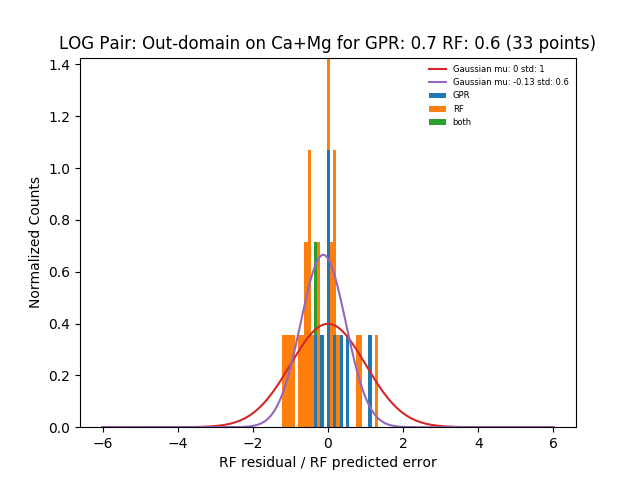 LOG Pair: Out-domain on Ca+Mg for GPR: 0.7 RF: 0.6 (33 points)
Gaussian mu: 0 std: 1
Gaussian mu: -0.13 std: 0.6
GPR
RF
both
Normalized Counts
1.4
1.2
1.0
0.8
0.6
0.4
0.2
0.0
−6 −4 −2 0 2 4 6
RF residual / RF predicted error